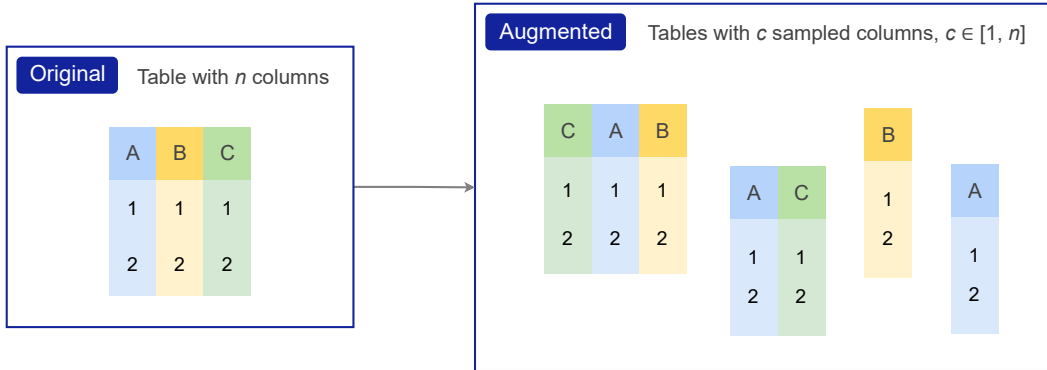 Original Table with n columns
A B C
1 1 1
2 2 2
Augmented Tables with c sampled columns, c ∈ [1, n]
C A B
1 1 1
2 2 2
A C
1 1
2 2
B
1
2
A
1
2